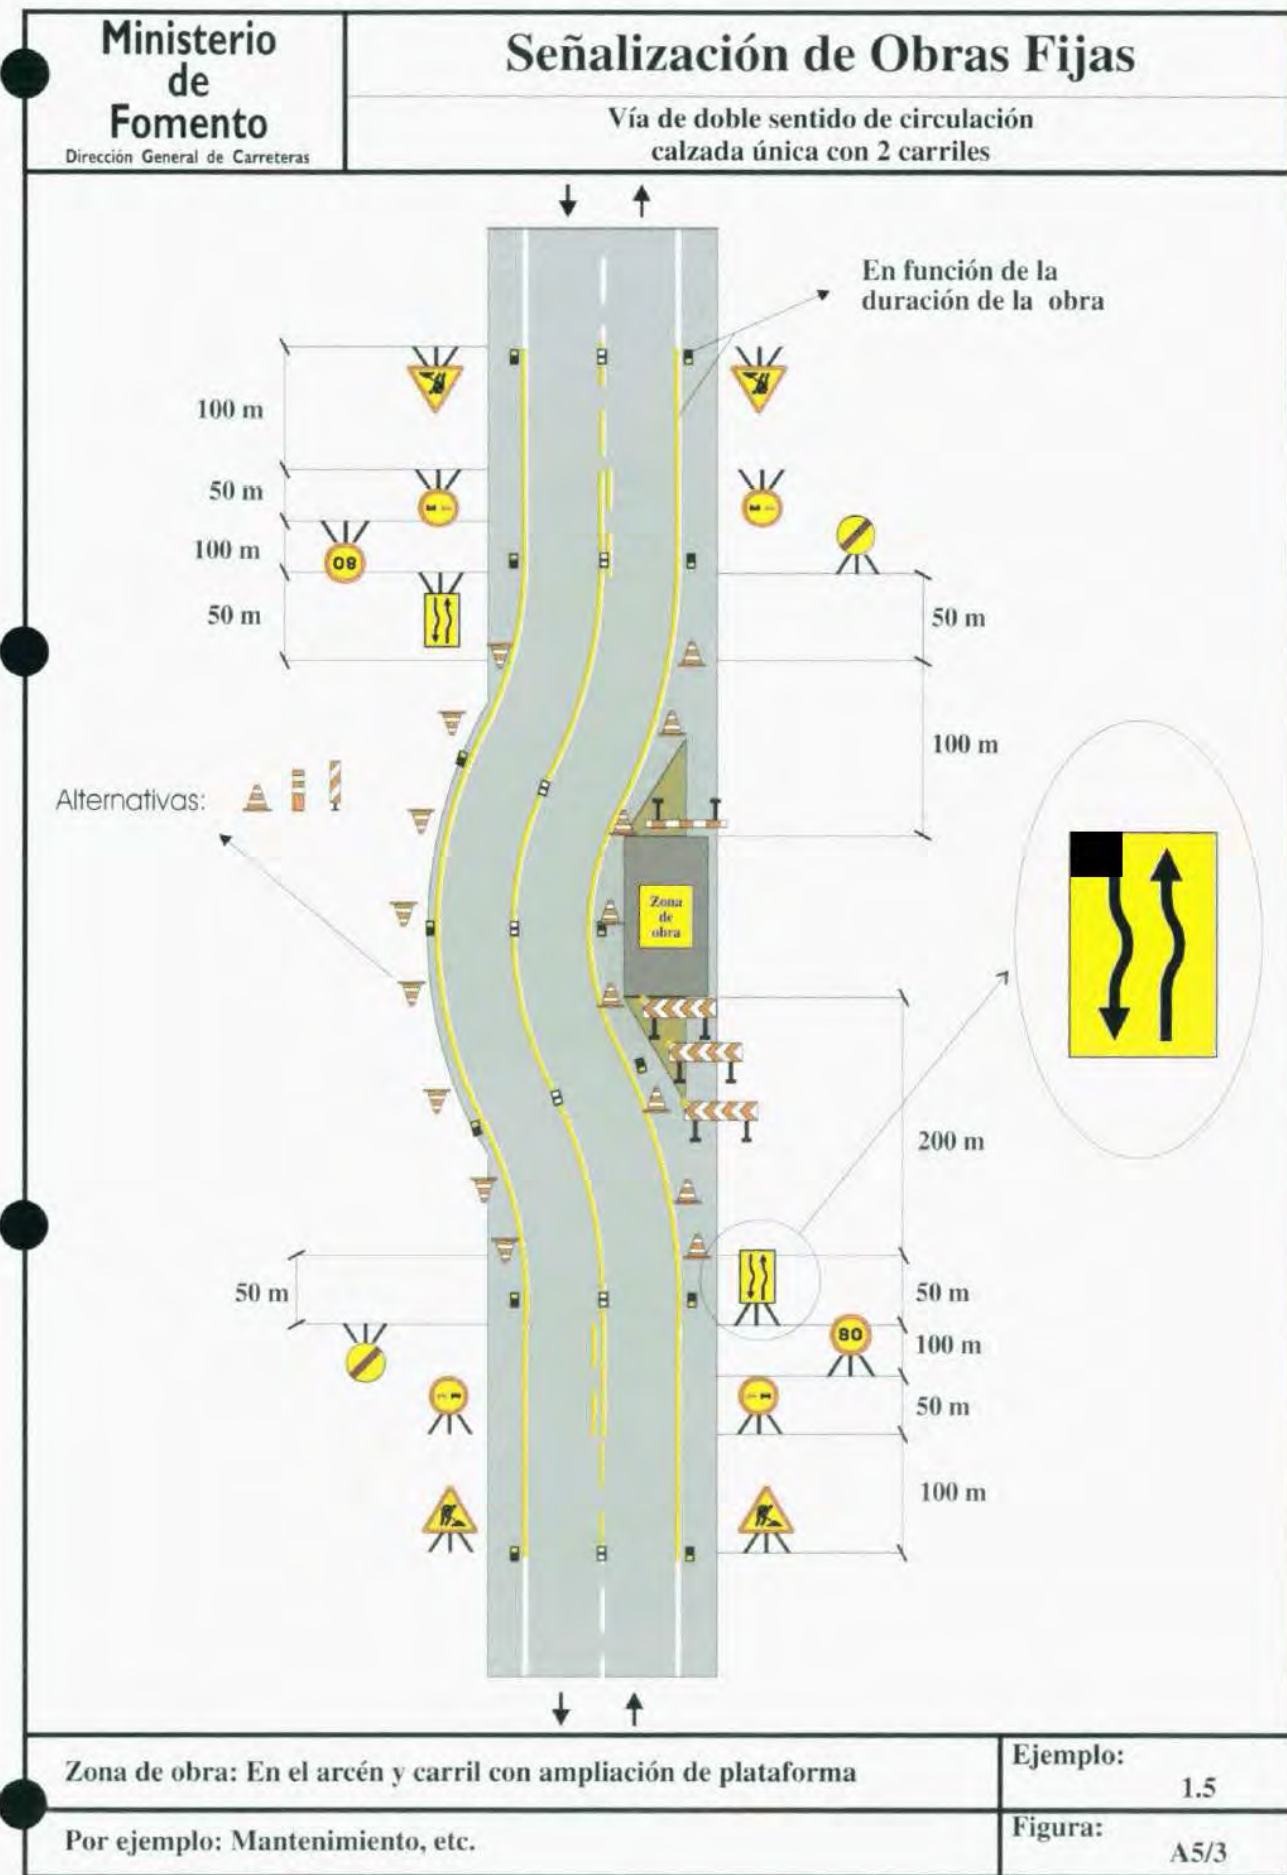 Ministerio
de
Fomento
Dirección General de Carreteras
Señalización de Obras Fijas
Vía de doble sentido de circulación
calzada única con 2 carriles
En función de la
duración de la obra
100 m
50 m
100 m
80
50 m
50 m
100 m
Alternativas:
Zona
de
obra
200 m
50 m
50 m
80
100 m
50 m
100 m
Zona de obra: En el arcén y carril con ampliación de plataforma
Ejemplo:
1.5
Por ejemplo: Mantenimiento, etc.
Figura:
A5/3